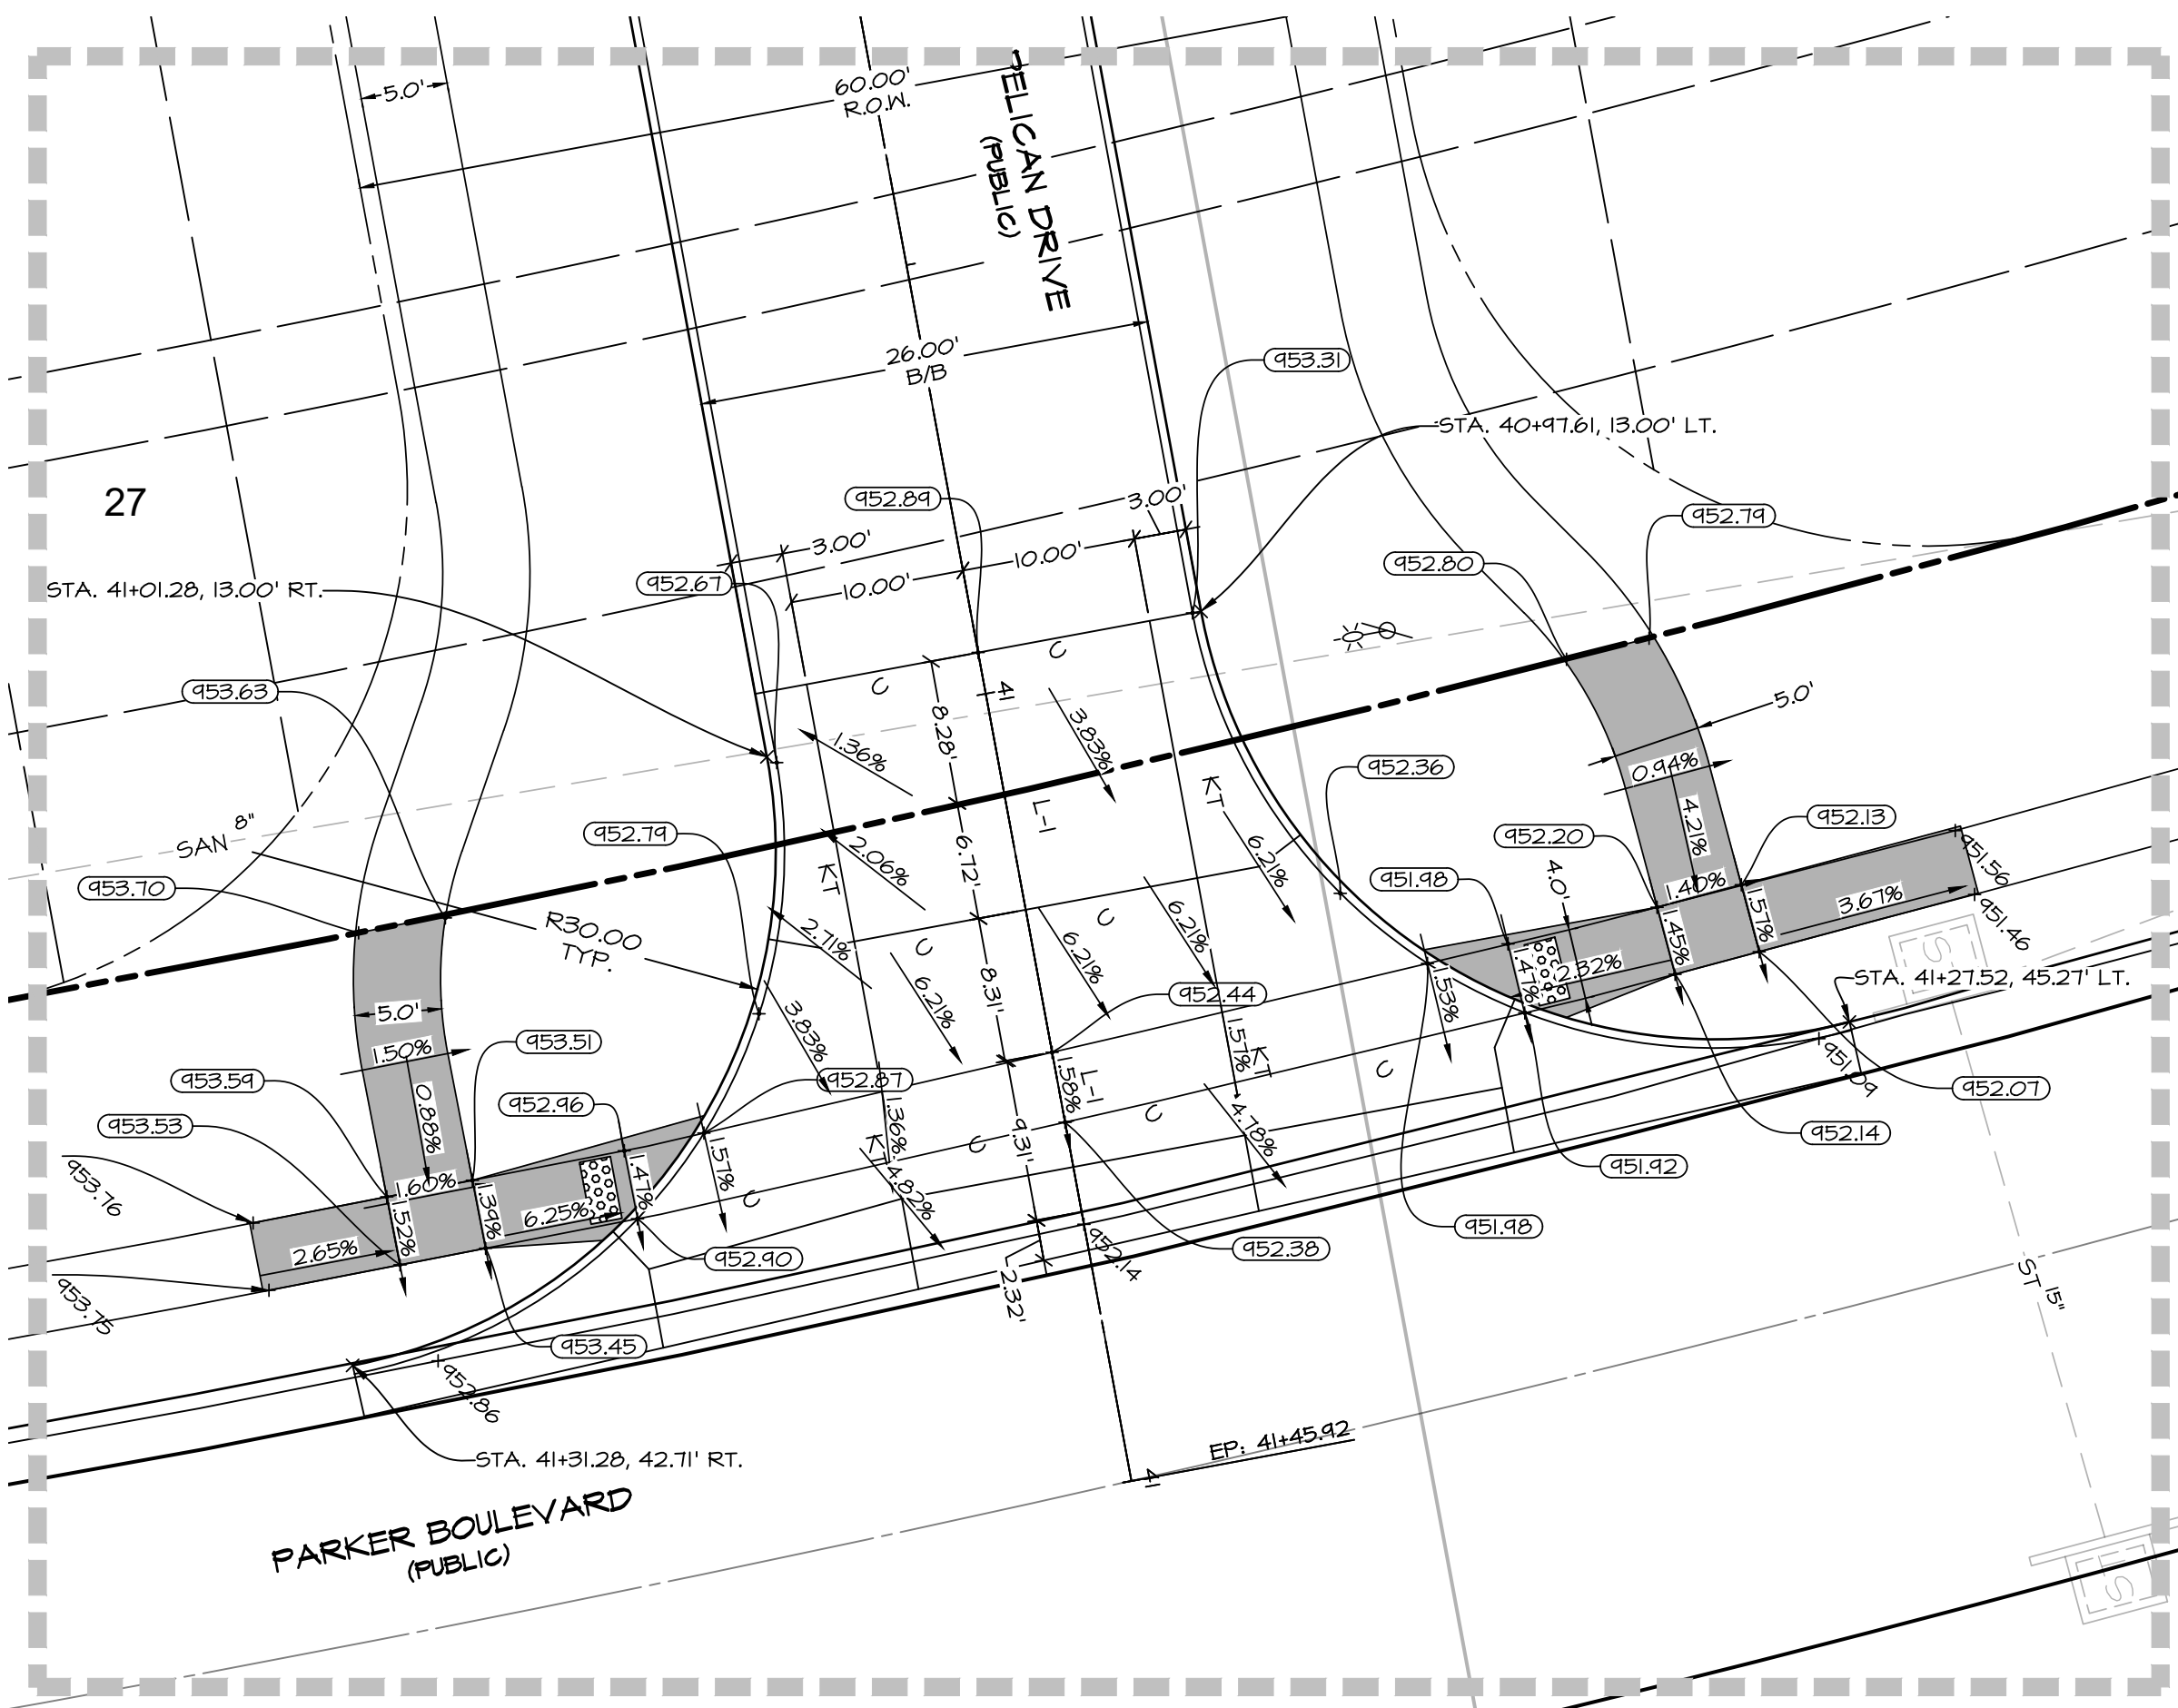 5.0'
60.00'
R.O.W.
PELICAN DRIVE
(PUBLIC)
26.00'
B/B
953.31
STA. 40+97.61, 13.00' LT.
27
952.89
3.00'
952.79
3.00'
10.00'
952.80
STA. 41+01.28, 13.00' RT.
952.67
10.00'
C
C
953.63
41
5.0'
8.28'
3.83%
1.36%
952.36
0.94%
KT
L-1
4.21%
SAN 8"
952.79
952.20
952.13
2.06%
6.72'
6.21%
951.56
KT
953.70
951.98
4.0'
1.40%
3.67%
R30.00
TYP.
2.71%
C
C
6.21%
6.21%
1.57%
951.46
S
1.45%
2.32%
1.47%
1.53%
STA. 41+27.52, 45.27' LT.
8.31'
6.21%
952.44
5.0'
3.83%
1.50%
953.51
1.57%
KT
C
951.09
953.59
952.87
1.58%
L-1
952.07
0.88%
952.96
1.36%
C
4.78%
952.14
953.53
9.31'
C
KT
1.57%
951.92
953.76
1.60%
1.47%
4.82%
C
6.25%
1.39%
1.52%
951.98
2.65%
952.90
952.14
952.38
953.75
2.32'
ST 15"
953.45
952.86
STA. 41+31.28, 42.71' RT.
EP: 41+45.92
41
PARKER BOULEVARD
(PUBLIC)
S